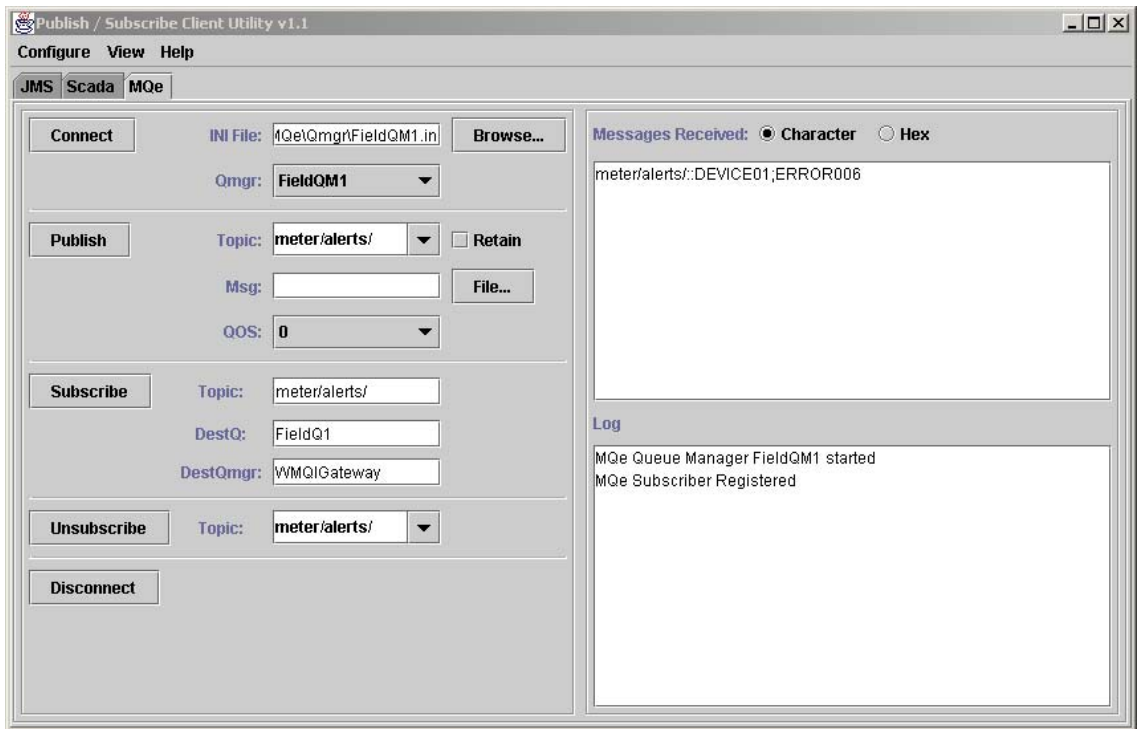 Publish / Subscribe Client Utility v1.1
Configure View Help
JMS Scada MQe
Connect INI File: MQe\Qmgr\FieldQM1.in Browse...
Qmgr: FieldQM1
Publish Topic: meter/alerts/ Retain
Msg: File...
QOS: 0
Subscribe Topic: meter/alerts/
DestQ: FieldQ1
DestQmgr: WMQIGateway
Unsubscribe Topic: meter/alerts/
Disconnect
Messages Received: Character Hex
meter/alerts/::DEVICE01;ERROR006
Log
MQe Queue Manager FieldQM1 started
MQe Subscriber Registered